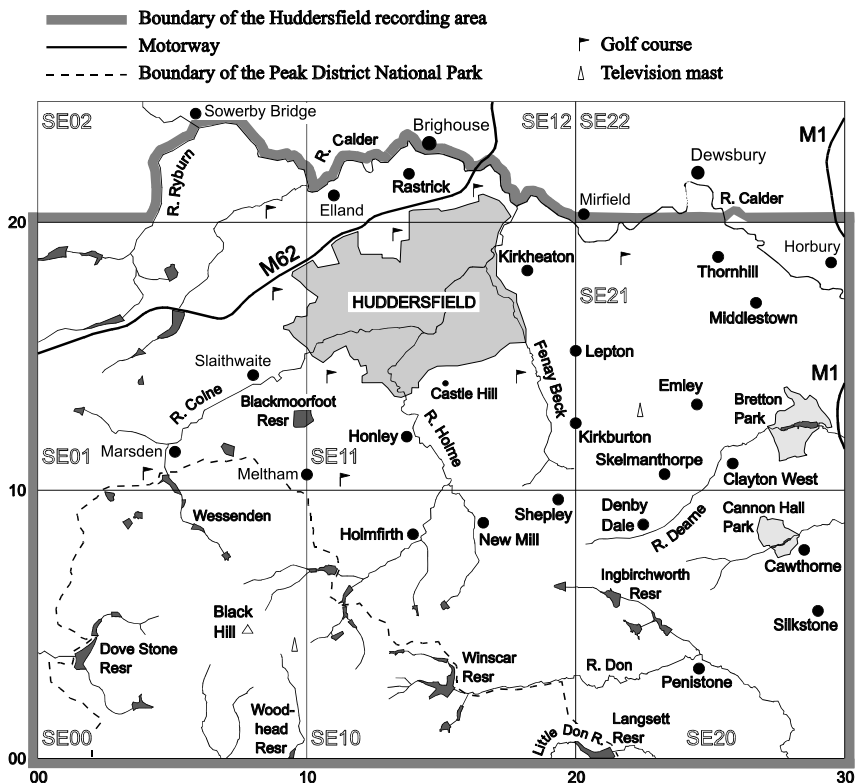 Boundary of the Huddersfield recording area
Motorway
Golf course
Boundary of the Peak District National Park
Television mast
SE02
Sowerby Bridge
R. Calder
Brighouse
SE12
SE22
M1
R. Ryburn
Rastrick
Dewsbury
Elland
Mirfield
R. Calder
20
M62
Kirkheaton
Horbury
Thornhill
HUDDERSFIELD
SE21
Middlestown
Slaithwaite
Lepton
Fenay Beck
M1
R. Colne
Castle Hill
Emley
Bretton
Park
Blackmoorfoot
Resr
R. Holme
Honley
Kirkburton
Marsden
SE01
SE11
Skelmanthorpe
Meltham
Clayton West
10
Wessenden
Shepley
Denby
Dale
R. Dearne
Cannon Hall
Park
Holmfirth
New Mill
Cawthorne
Ingbirchworth
Resr
Black
Hill
Silkstone
Dove Stone
Resr
Winscar
Resr
R. Don
Penistone
Wood-
head
Resr
Little Don R.
Langsett
Resr
SE00
SE10
SE20
00
00
10
20
30